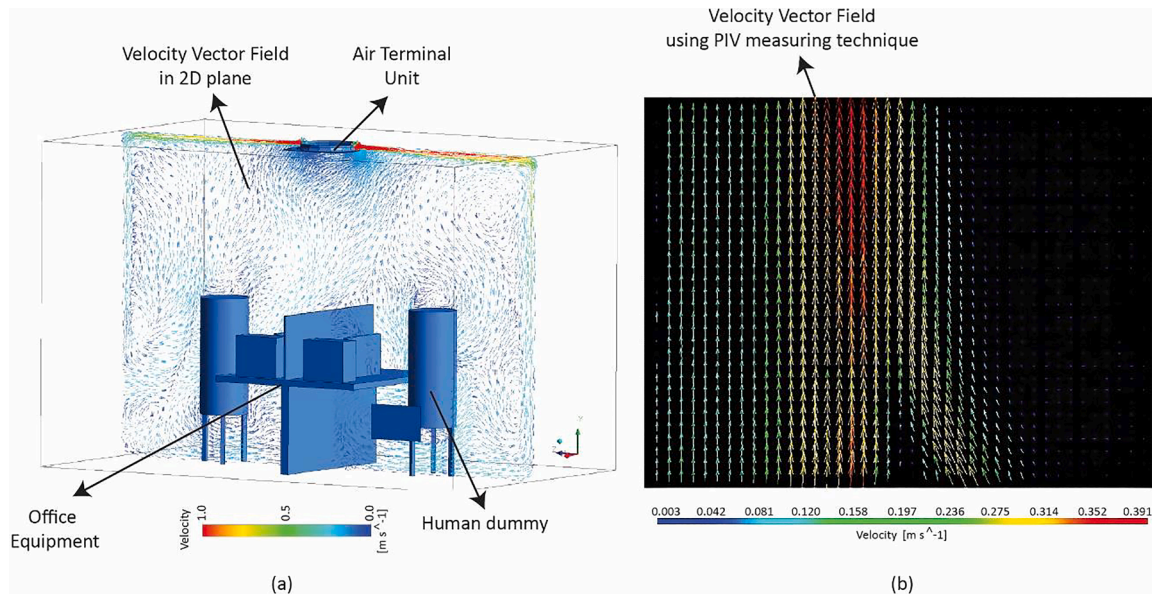 Velocity Vector Field
in 2D plane
Air Terminal
Unit
Office
Equipment
Velocity
1.0
0.5
0.0
[m s^-1]
Human dummy
(a)
Velocity Vector Field
using PIV measuring technique
0.003 0.042 0.081 0.120 0.158 0.197 0.236 0.275 0.314 0.352 0.391
Velocity [m s^-1]
(b)